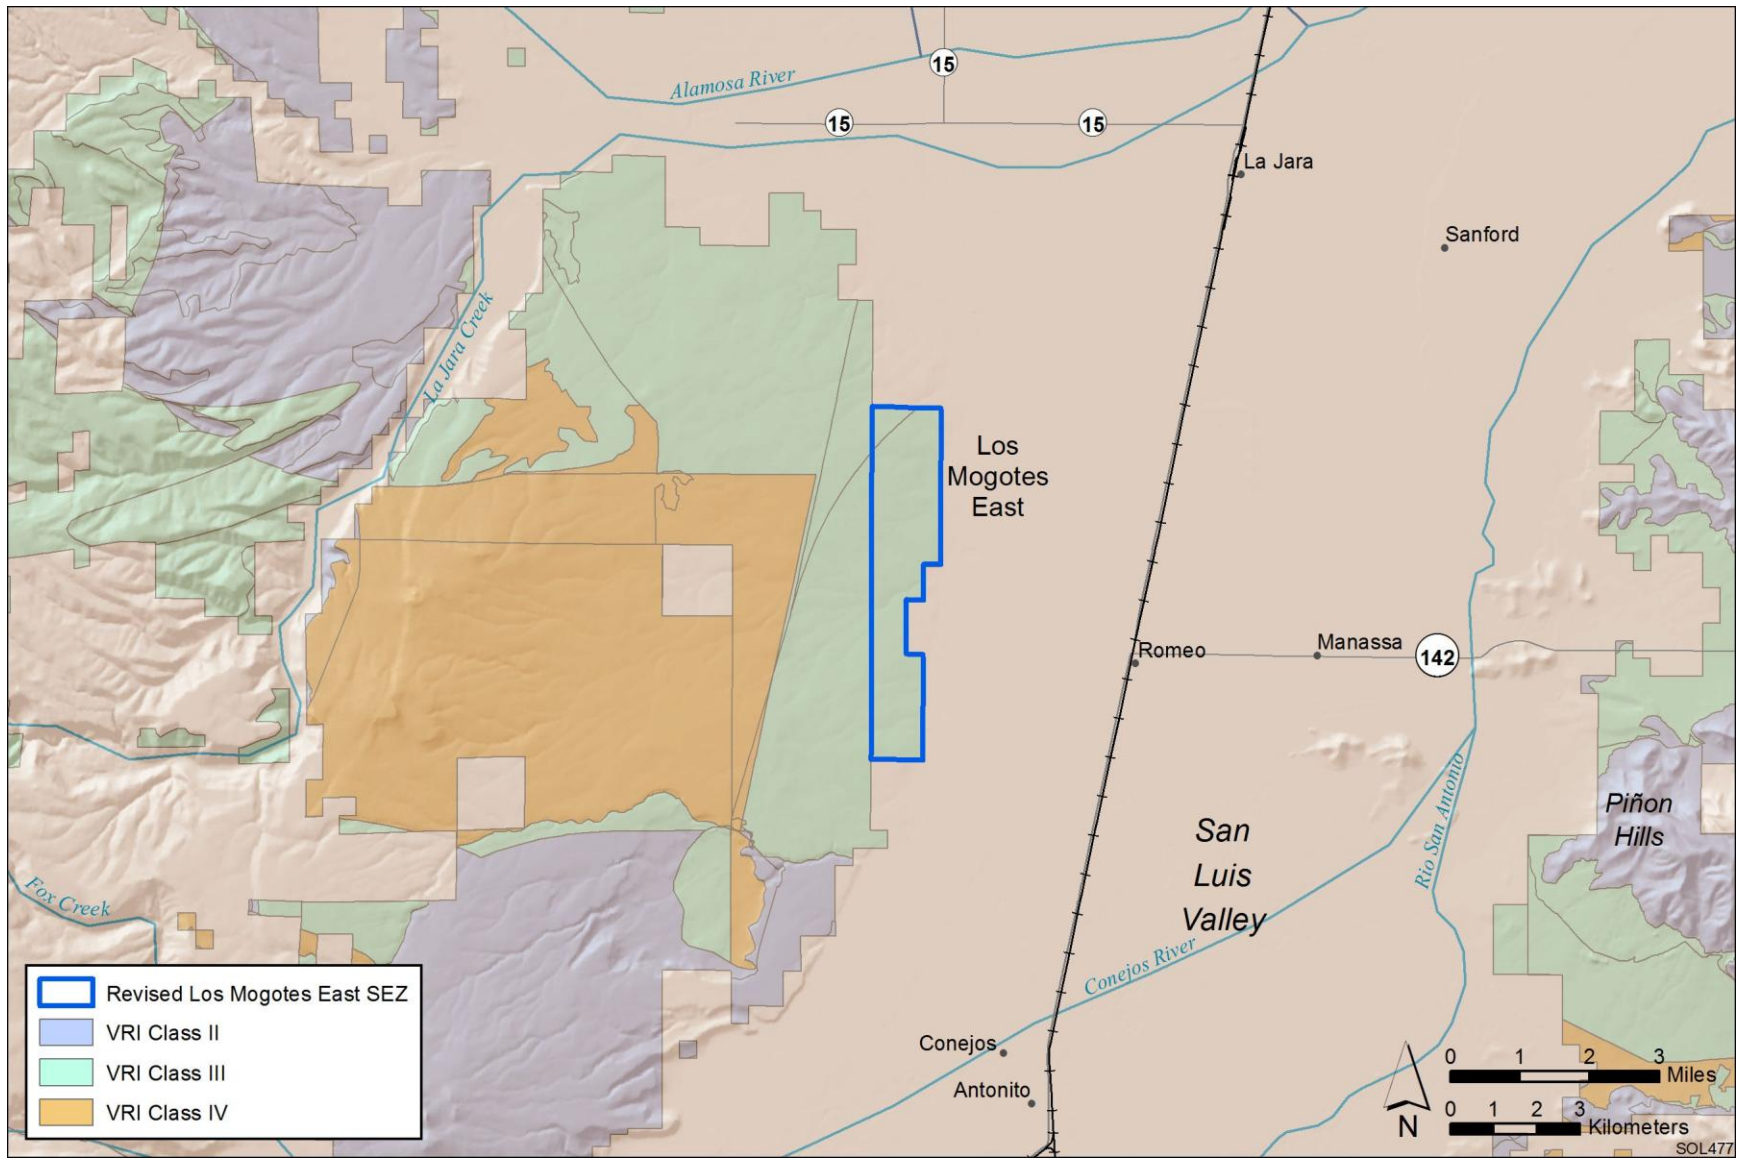 15
Alamosa River
15
15
La Jara
Sanford
La Jara Creek
Los
Mogotes
East
Romeo
Manassa
142
Rio San Antonio
Piñon
Hills
San
Luis
Valley
Fox Creek
Conejos River
Conejos
Antonito
Revised Los Mogotes East SEZ
VRI Class II
VRI Class III
VRI Class IV
N
0 1 2 3
Miles
0 1 2 3
Kilometers
SOL477